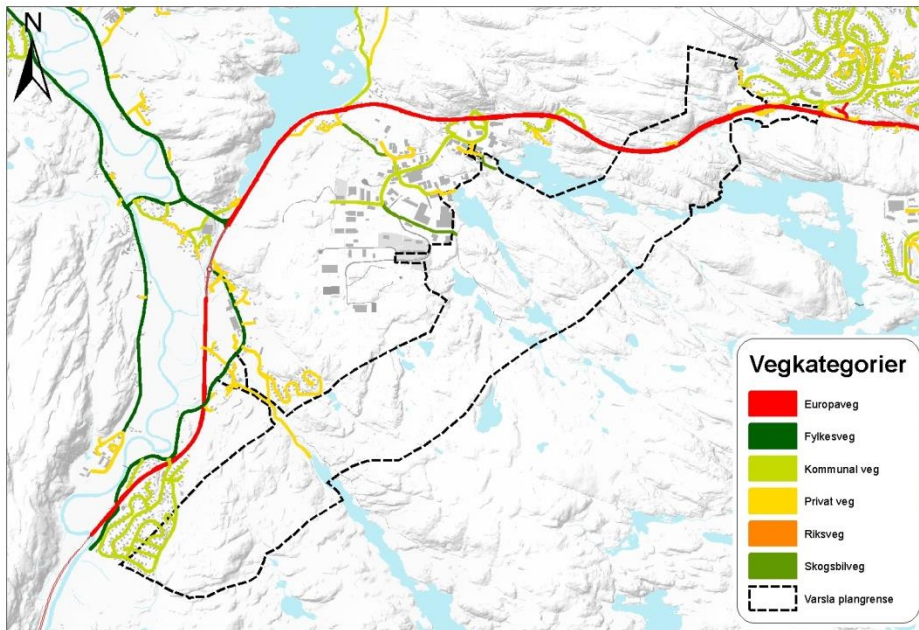 N
Vegkategorier
Europaveg
Fylkesveg
Kommunal veg
Privat veg
Riksveg
Skogsbilveg
Varsla plangrense